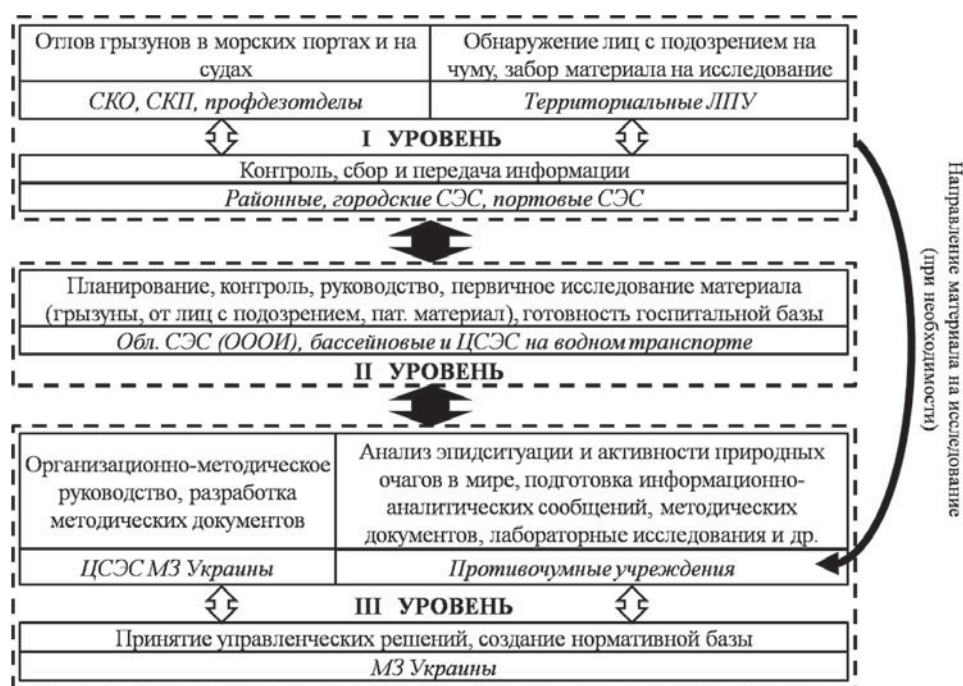 Отлов грызунов в морских портах и на
судах
СКО, СКП, профдезотделы
Обнаружение лиц с подозрением на
чуму, забор материала на исследование
Территориальные ЛПУ
I УРОВЕНЬ
Контроль, сбор и передача информации
Районные, городские СЭС, портовые СЭС
Планирование, контроль, руководство, первичное исследование материала
(грызуны, от лиц с подозрением, пат. материал), готовность госпитальной базы
Обл. СЭС (ОООИ), бассейновые и ЦСЭС на водном транспорте
II УРОВЕНЬ
Организационно-методическое
руководство, разработка
методических документов
ЦСЭС МЗ Украины
Анализ эпидситуации и активности природных
очагов в мире, подготовка информационно-
аналитических сообщений, методических
документов, лабораторные исследования и др.
Противочумные учреждения
III УРОВЕНЬ
Принятие управленческих решений, создание нормативной базы
МЗ Украины
Направление материала на исследование
(при необходимости)